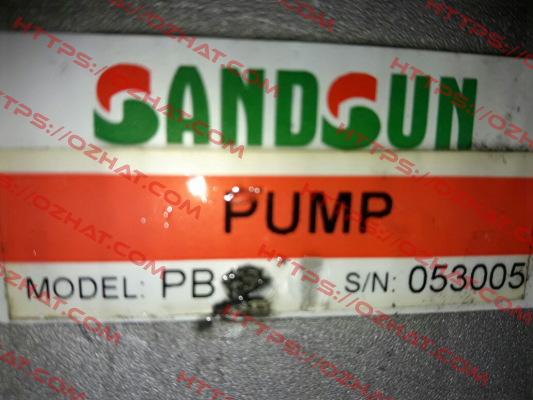 SANDSUN
PUMP
MODEL: PB
S/N: 053005
HTTPS://OZHAT.COM